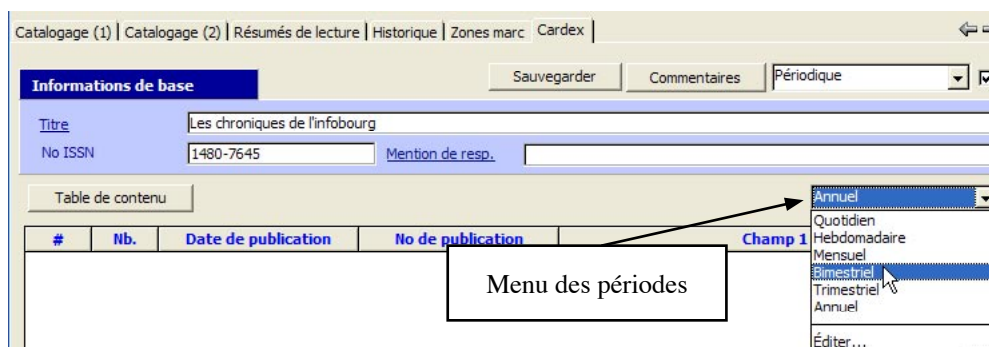 Catalogage (1) Catalogage (2) Résumés de lecture Historique Zones marc Cardex
Informations de base Sauvegarder Commentaires Périodique
Titre Les chroniques de l'infobourg
No ISSN 1480-7645 Mention de resp.
Table de contenu Annuel
# Nb. Date de publication No de publication Champ 1
Quotidien
Hebdomadaire
Mensuel
Bimestriel
Trimestriel
Annuel
Éditer...
Menu des périodes